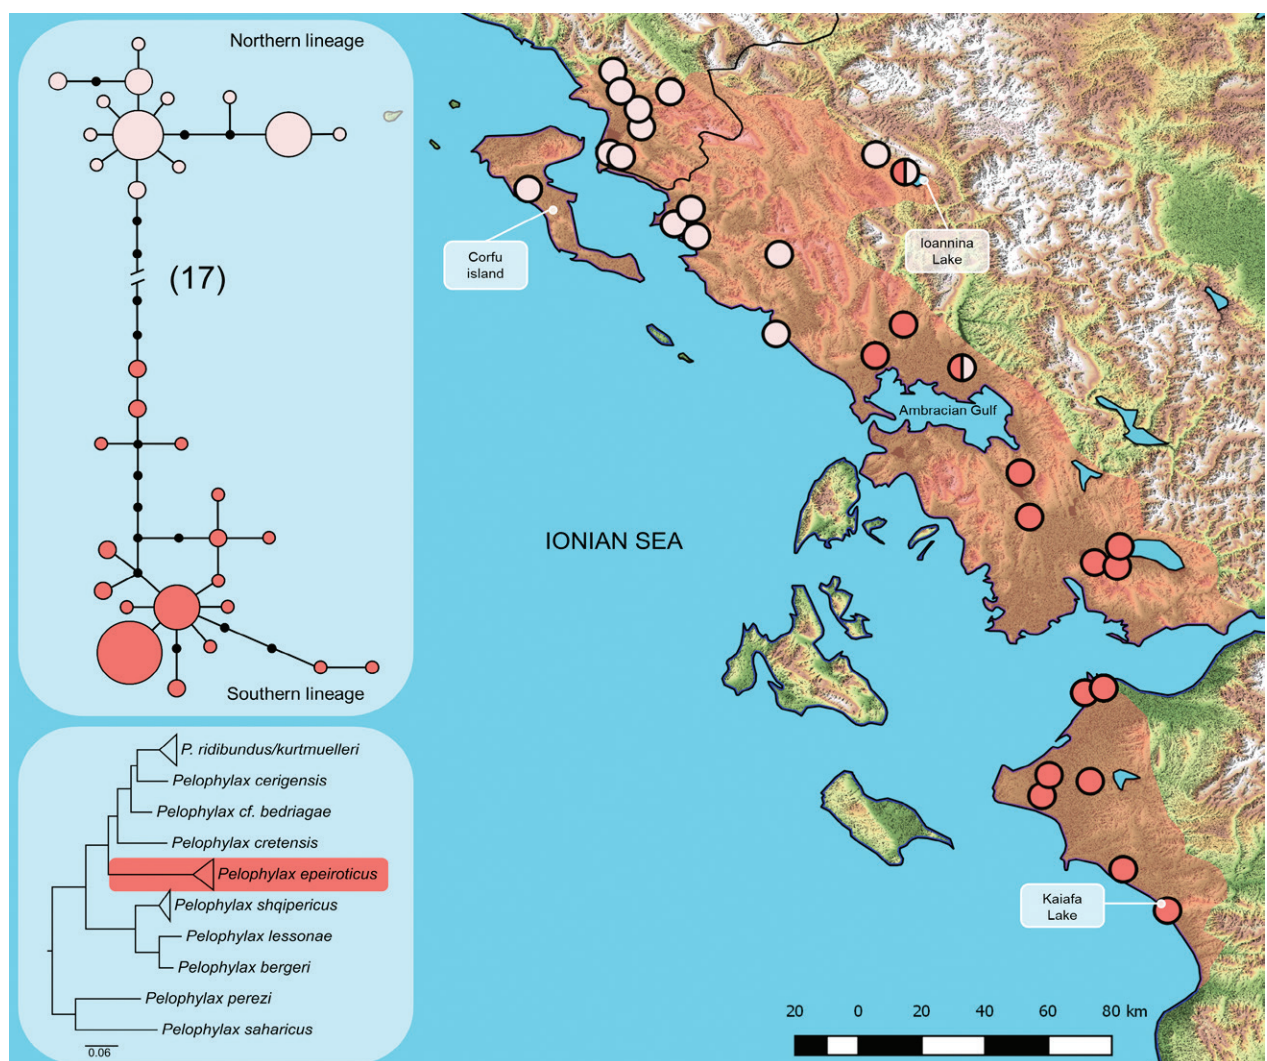 Northern lineage
(17)
Southern lineage
P. ridibundus/kurtmuelleri
Pelophylax cerigensis
Pelophylax cf. bedriagae
Pelophylax cretensis
Pelophylax epeiroticus
Pelophylax shqipericus
Pelophylax lessonae
Pelophylax bergeri
Pelophylax perezi
Pelophylax saharicus
0.06
Corfu
island
Ioannina
Lake
Ambracian Gulf
IONIAN SEA
Kaiafa
Lake
20 0 20 40 60 80 km